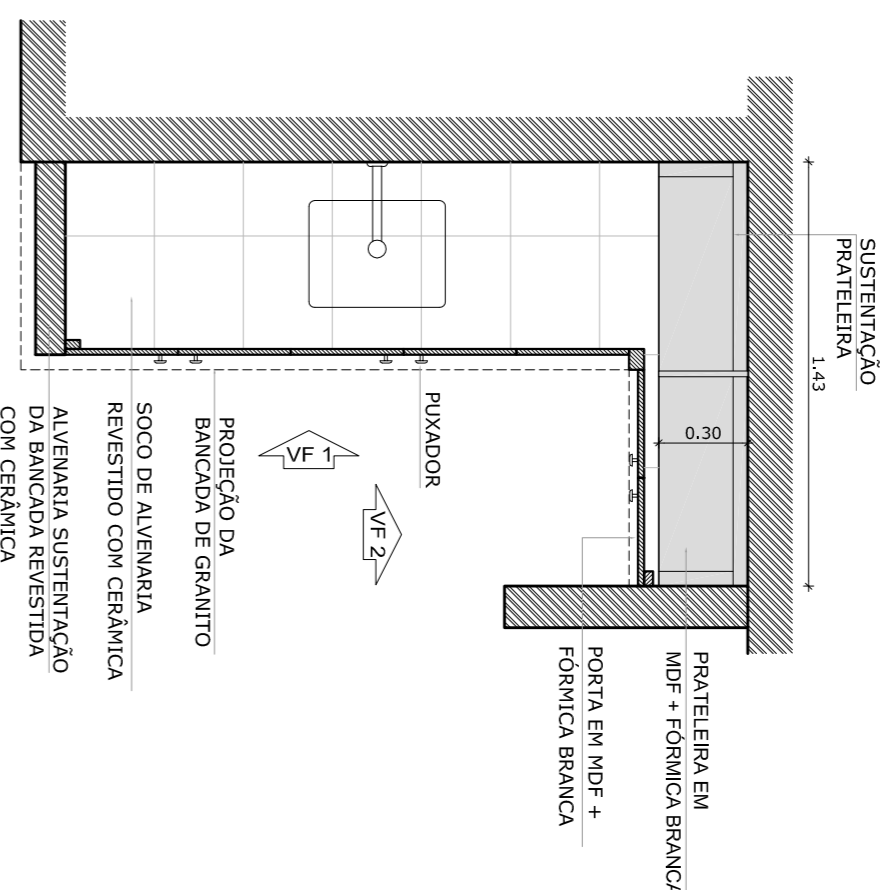 SUSTENTAÇÃO
PRATELEIRA
1.43
0.30
PUXADOR
PROJEÇÃO DA
BANCADA DE GRANITO
SOCO DE ALVENARIA
REVESTIDO COM CERÂMICA
ALVENARIA SUSTENTAÇÃO
DA BANCADA REVESTIDA
COM CERÂMICA
VF 1
VF 2
PRATELEIRA EM
MDF + FÓRMICA BRANCA
PORTA EM MDF +
FÓRMICA BRANCA